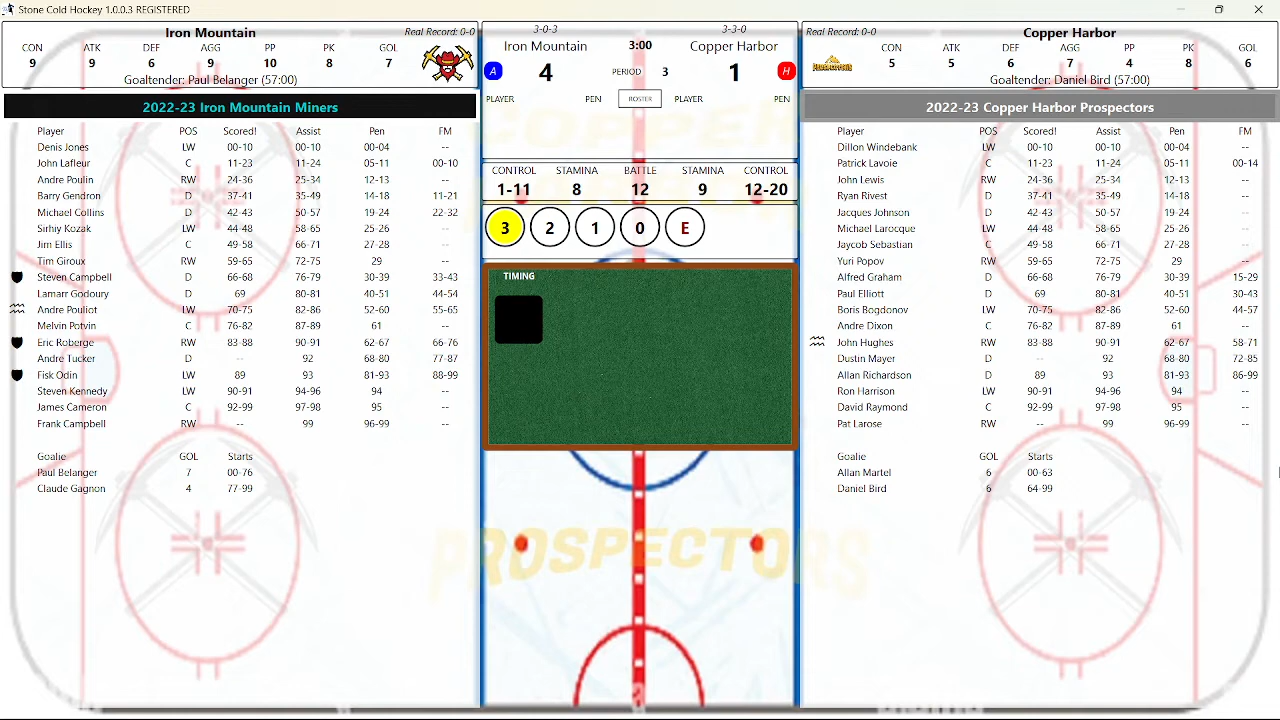 Stone Cold Hockey 1.0.0.3 REGISTERED
Iron Mountain Real Record: 0-0
CON ATK DEF AGG PP PK GOL
9 9 6 9 10 8 7
Goaltender: Paul Belanger (57:00)
2022-23 Iron Mountain Miners
Player POS Scored! Assist Pen FM
Denis Jones LW 00-10 00-10 00-04 --
John Lafleur C 11-23 11-24 05-11 00-10
Andre Poulin RW 24-36 25-34 12-13 --
Barry Gendron D 37-41 35-49 14-18 11-21
Michael Collins D 42-43 50-57 19-24 22-32
Sirhiy Kozak LW 44-48 58-65 25-26 --
Jim Ellis C 49-58 66-71 27-28 --
Tim Giroux RW 59-65 72-75 29 --
Steven Campbell D 66-68 76-79 30-39 33-43
Lamarr Godoury D 69 80-81 40-51 44-54
Andre Pouliot LW 70-75 82-86 52-60 55-65
Melvin Potvin C 76-82 87-89 61 --
Eric Roberge RW 83-88 90-91 62-67 66-76
Andre Tucker D -- 92 68-80 77-87
Fisk Odin LW 89 93 81-93 88-99
Steven Kennedy LW 90-91 94-96 94 --
James Cameron C 92-99 97-98 95 --
Frank Campbell RW -- 99 96-99 --
Goalie GOL Starts
Paul Belanger 7 00-76
Claude Gagnon 4 77-99
3-0-3 3-3-0
Iron Mountain 3:00 Copper Harbor
A 4 PERIOD 3 1 H
PLAYER PEN ROSTER PLAYER PEN
COPPER
CONTROL STAMINA BATTLE STAMINA CONTROL
1-11 8 12 9 12-20
3 2 1 0 E
TIMING
PROSPECTORS
Real Record: 0-0 Copper Harbor
CON ATK DEF AGG PP PK GOL
5 5 6 7 4 8 6
Goaltender: Daniel Bird (57:00)
2022-23 Copper Harbor Prospectors
Player POS Scored! Assist Pen FM
Dillon Windebank LW 00-10 00-10 00-04 --
Patrick Lavoie C 11-23 11-24 05-11 00-14
John Lewis RW 24-36 25-34 12-13 --
Ryan Rivest D 37-41 35-49 14-18 --
Jacques Johnson D 42-43 50-57 19-24 --
Michael Larocque LW 44-48 58-65 25-26 --
Jaycob Sebastian C 49-58 66-71 27-28 --
Yuri Popov RW 59-65 72-75 29 --
Alfred Graham D 66-68 76-79 30-39 15-29
Paul Elliott D 69 80-81 40-51 30-43
Boris Bogdonov LW 70-75 82-86 52-60 44-57
Andre Dixon C 76-82 87-89 61 --
John Hughes RW 83-88 90-91 62-67 58-71
Dustin Mayer D -- 92 68-80 72-85
Allan Richardson D 89 93 81-93 86-99
Ron Harrison LW 90-91 94-96 94 --
David Raymond C 92-99 97-98 95 --
Pat Larose RW -- 99 96-99 --
Goalie GOL Starts
Allan Martel 6 00-63
Daniel Bird 6 64-99